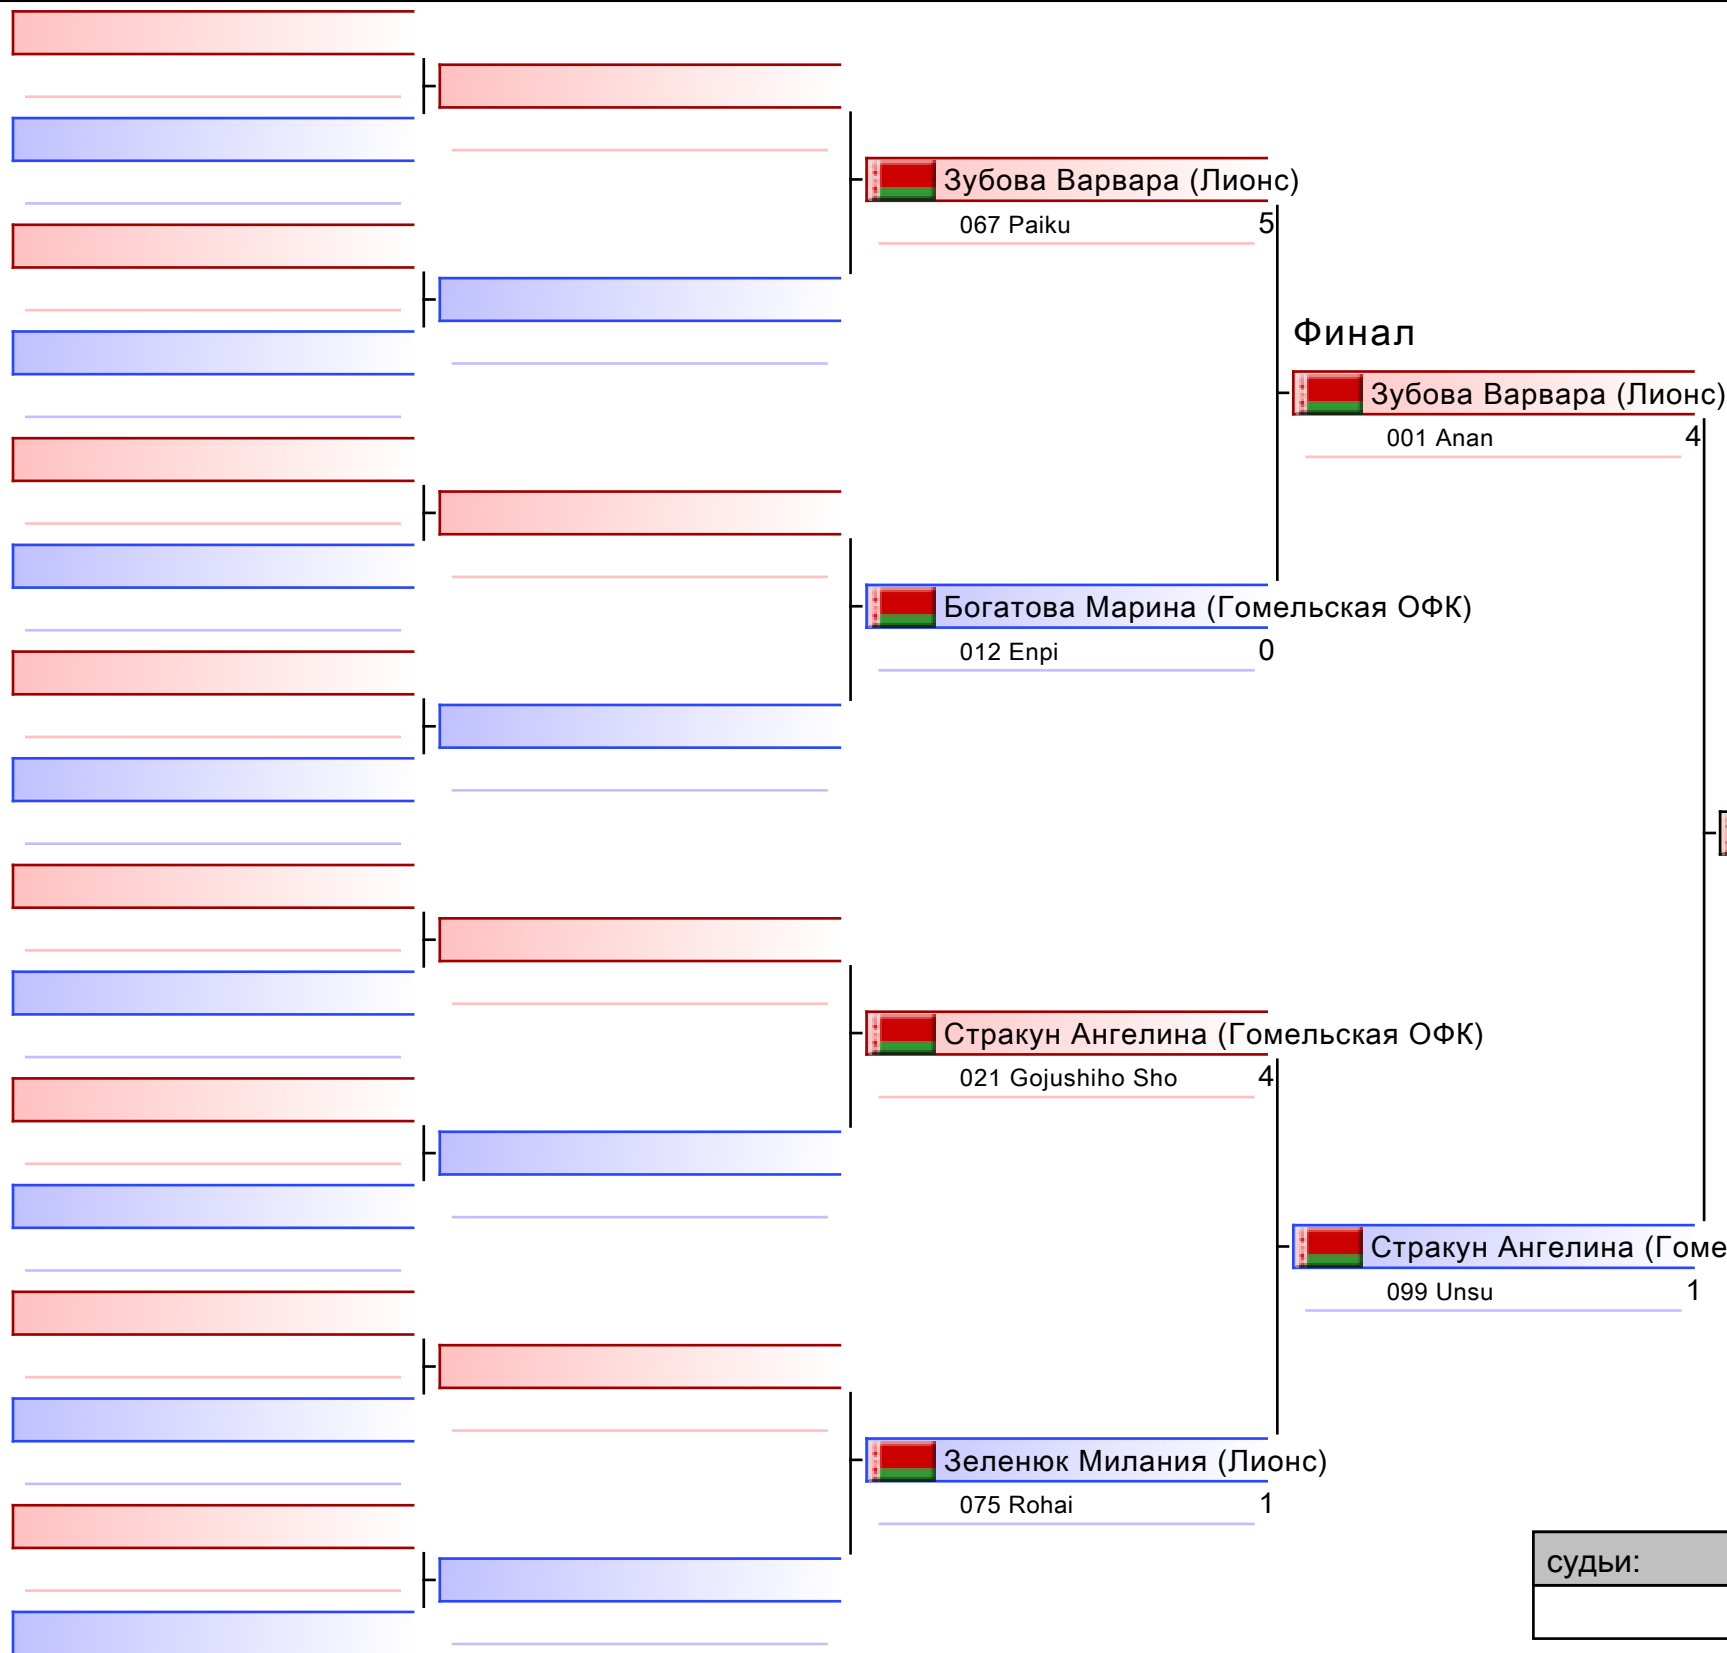 Зубова Варвара (Лионс)
067 Paiku 5
Финал
Зубова Варвара (Лионс)
001 Anan 4
Богатова Марина (Гомельская ОФК)
012 Enpi 0
Стракун Ангелина (Гомельская ОФК)
021 Gojushiho Sho 4
Стракун Ангелина (Гоме
099 Unsu 1
Зеленюк Милания (Лионс)
075 Rohai 1
судьи: